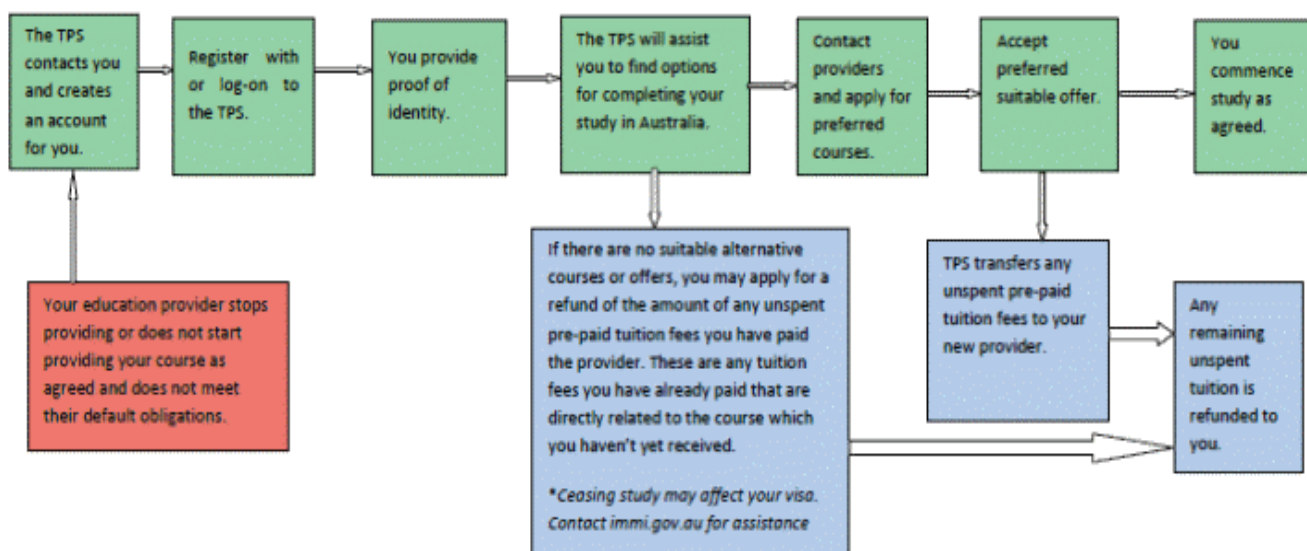 The TPS
contacts you
and creates
an account
for you.
Register with
or log-on to
the TPS.
You provide
proof of
identity.
The TPS will assist
you to find options
for completing your
study in Australia.
Contact
providers
and apply for
preferred
courses.
Accept
preferred
suitable offer.
You
commence
study as
agreed.
Your education provider stops
providing or does not start
providing your course as
agreed and does not meet
their default obligations.
If there are no suitable alternative
courses or offers, you may apply for a
refund of the amount of any unspent
pre-paid tuition fees you have paid
the provider. These are any tuition
fees you have already paid that are
directly related to the course which
you haven't yet received.
*Ceasing study may affect your visa.
Contact immi.gov.au for assistance
TPS transfers any
unspent pre-paid
tuition fees to your
new provider.
Any
remaining
unspent
tuition is
refunded to
you.